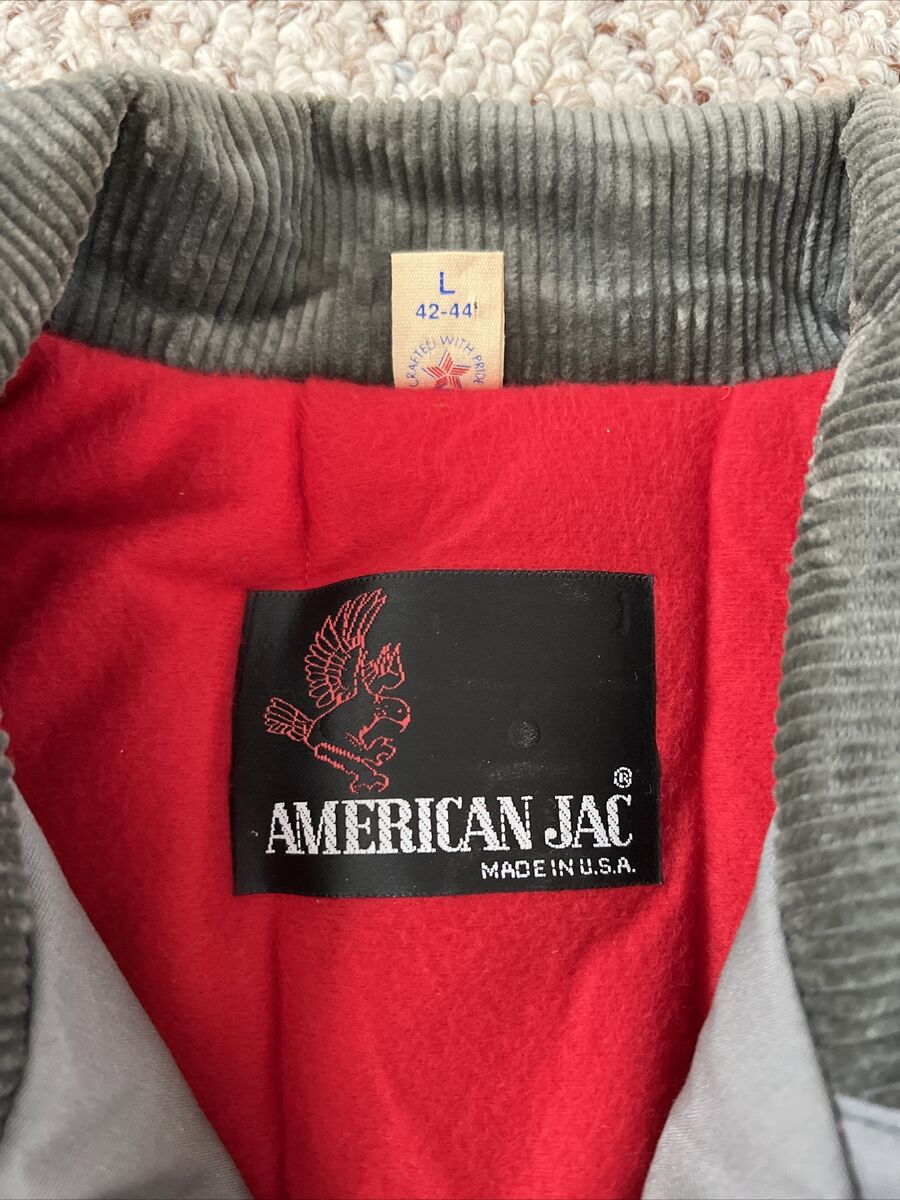 L
42-44
CRAFTED WITH PRIDE
®
AMERICAN JAC
MADE IN U.S.A.